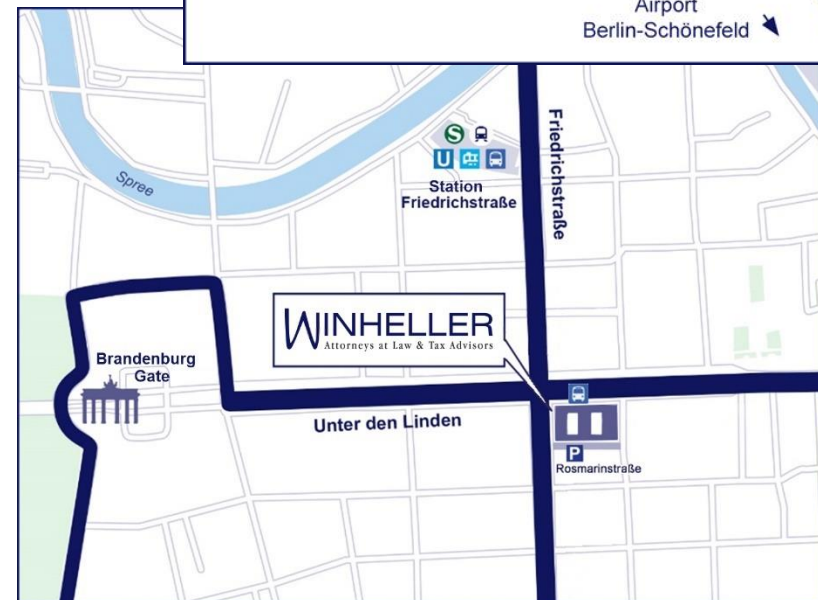 Airport
Berlin-Schönefeld
Spree
S
U
Station
Friedrichstraße
Friedrichstraße
WINHELLER
Attorneys at Law & Tax Advisors
Brandenburg
Gate
Unter den Linden
P
Rosmarinstraße